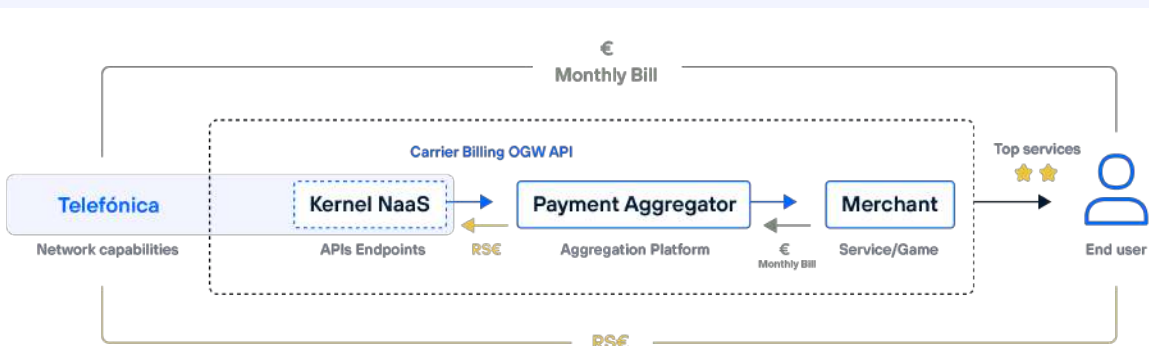 €
Monthly Bill
Carrier Billing OGW API
Top services
Telefónica
Kernel NaaS
Payment Aggregator
Merchant
Network capabilities
APIs Endpoints
RS€
Aggregation Platform
€
Monthly Bill
Service/Game
End user
RS€